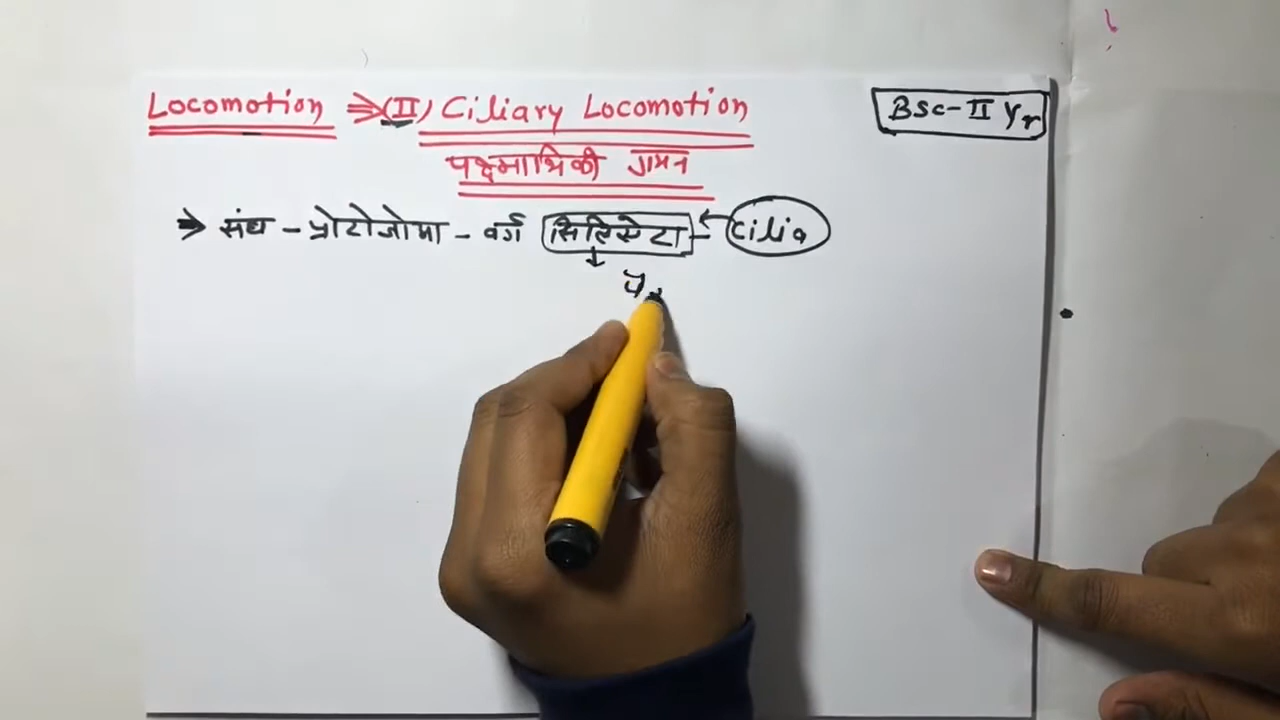 Locomotion ⇒ (II) Ciliary Locomotion
BSc-II Yr
पक्ष्माभिकी गमन
→ संघ - प्रोटोजोआ - वर्ग सिलिएटा - Cilia
पै